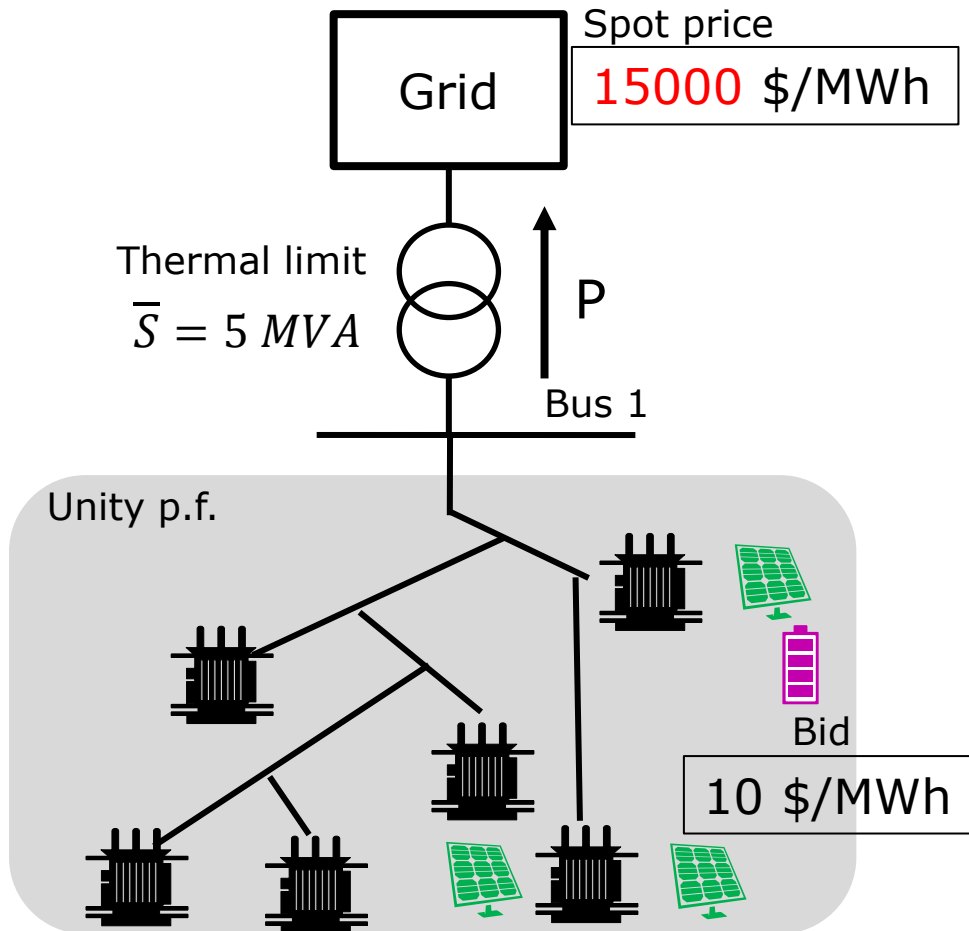 Spot price
15000 $/MWh
Grid
Thermal limit
S̅ = 5 MVA
P
Bus 1
Unity p.f.
Bid
10 $/MWh